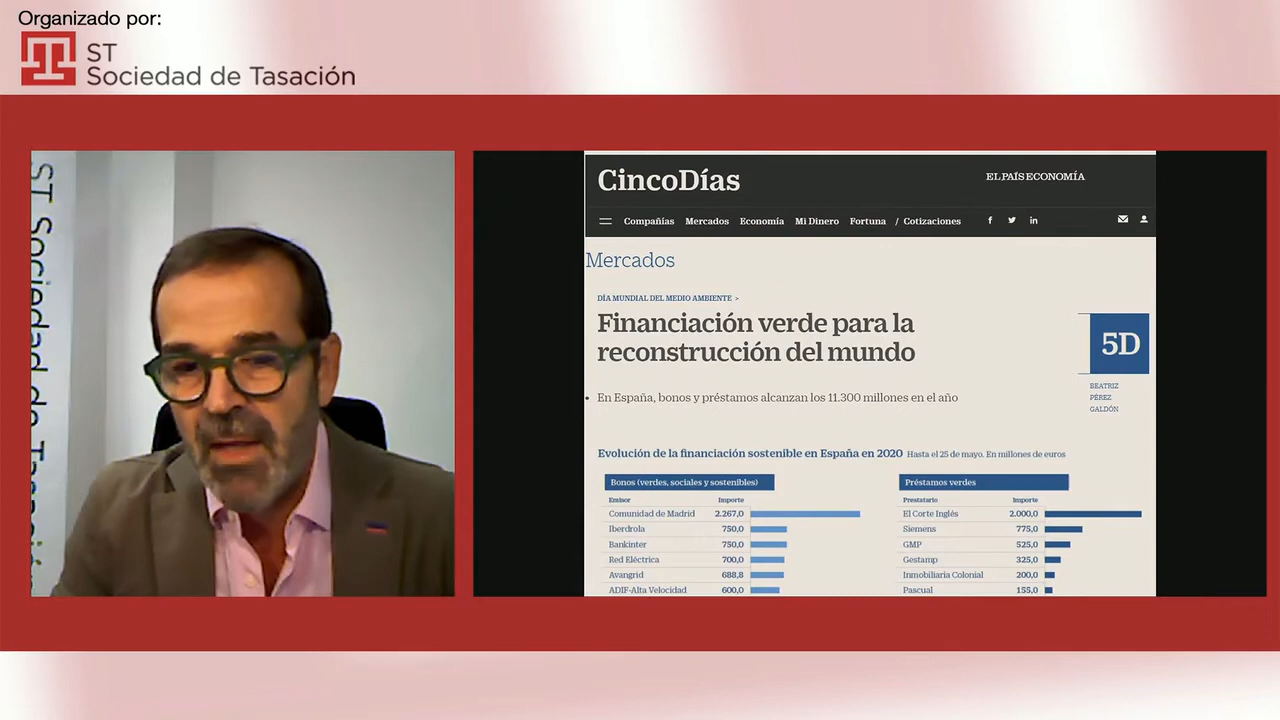 Organizado por:
ST
Sociedad de Tasación
ST Sociedad de Tasación
CincoDías
EL PAÍS ECONOMÍA
Compañías Mercados Economía Mi Dinero Fortuna / Cotizaciones
Mercados
DÍA MUNDIAL DEL MEDIO AMBIENTE >
Financiación verde para la
reconstrucción del mundo
5D
BEATRIZ
PÉREZ
GALDÓN
• En España, bonos y préstamos alcanzan los 11.300 millones en el año
Evolución de la financiación sostenible en España en 2020 Hasta el 25 de mayo. En millones de euros
Bonos (verdes, sociales y sostenibles)
Emisor Importe
Comunidad de Madrid 2.267,0
Iberdrola 750,0
Bankinter 750,0
Red Eléctrica 700,0
Avangrid 688,8
ADIF-Alta Velocidad 600,0
Préstamos verdes
Prestatario Importe
El Corte Inglés 2.000,0
Siemens 775,0
GMP 525,0
Gestamp 325,0
Inmobiliaria Colonial 200,0
Pascual 155,0